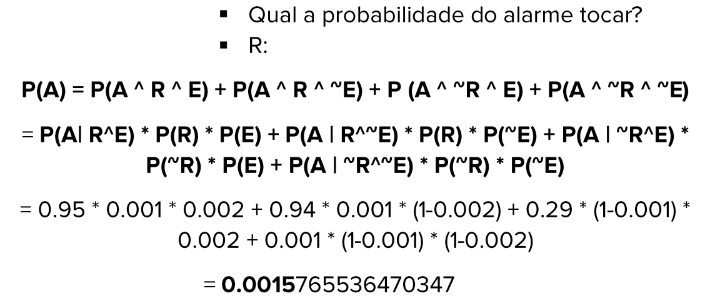 ▪ Qual a probabilidade do alarme tocar?
▪ R:
P(A) = P(A ^ R ^ E) + P(A ^ R ^ ~E) + P (A ^ ~R ^ E) + P(A ^ ~R ^ ~E)
= P(A| R^E) * P(R) * P(E) + P(A | R^~E) * P(R) * P(~E) + P(A | ~R^E) *
P(~R) * P(E) + P(A | ~R^~E) * P(~R) * P(~E)
= 0.95 * 0.001 * 0.002 + 0.94 * 0.001 * (1-0.002) + 0.29 * (1-0.001) *
0.002 + 0.001 * (1-0.001) * (1-0.002)
= 0.0015765536470347